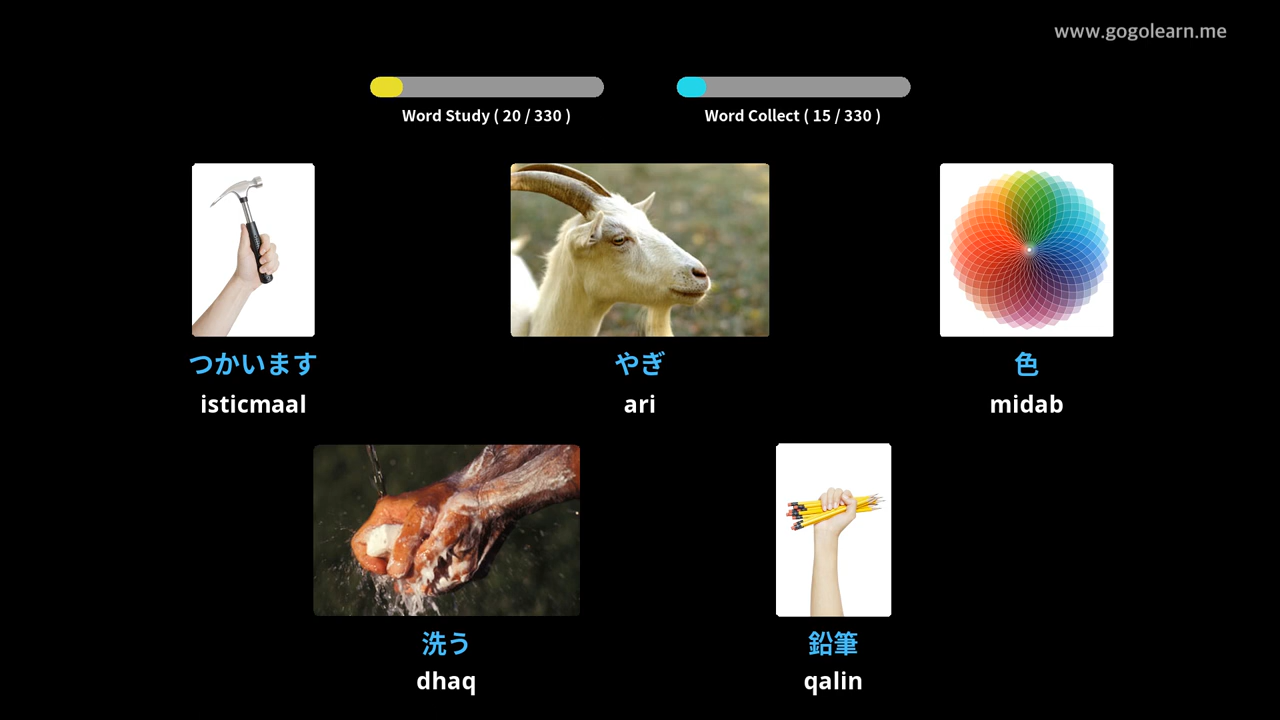 www.gogolearn.me
Word Study ( 20 / 330 )
Word Collect ( 15 / 330 )
つかいます
isticmaal
やぎ
ari
色
midab
洗う
dhaq
鉛筆
qalin